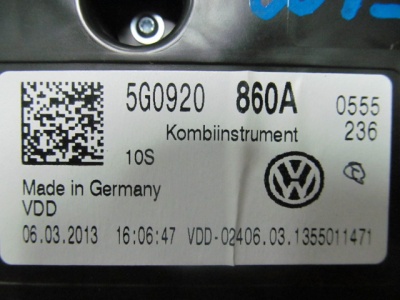 5G0920 860A 0555
Kombiinstrument 236
10S
Made in Germany
VDD
06.03.2013 16:06:47 VDD-02406.03.1355011471